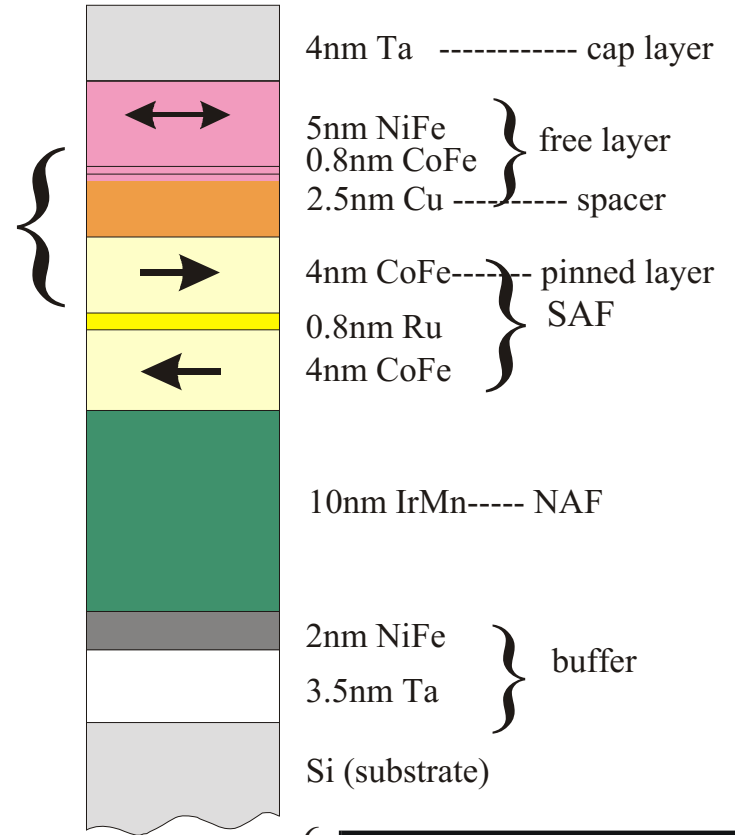 4nm Ta ------------ cap layer
5nm NiFe
free layer
0.8nm CoFe
2.5nm Cu ---------- spacer
4nm CoFe------- pinned layer
SAF
0.8nm Ru
4nm CoFe
10nm IrMn----- NAF
2nm NiFe
buffer
3.5nm Ta
Si (substrate)